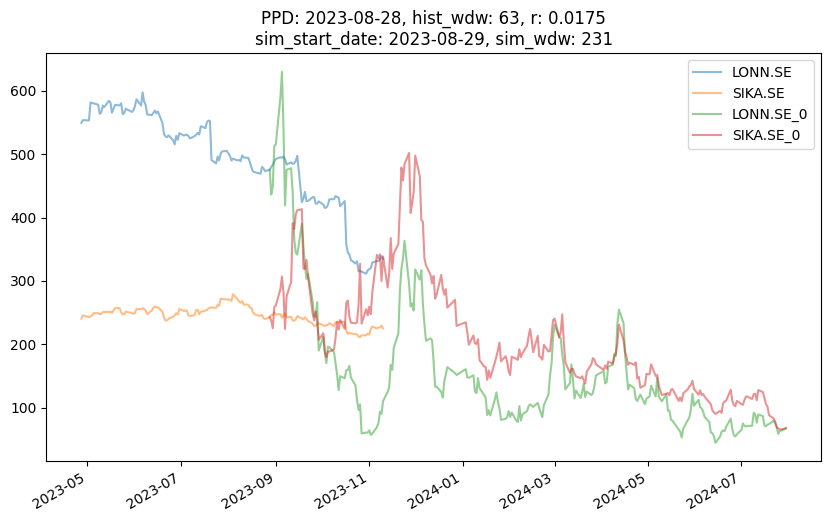 PPD: 2023-08-28, hist_wdw: 63, r: 0.0175
sim_start_date: 2023-08-29, sim_wdw: 231
LONN.SE
SIKA.SE
LONN.SE_0
SIKA.SE_0
600
500
400
300
200
100
2023-05
2023-07
2023-09
2023-11
2024-01
2024-03
2024-05
2024-07